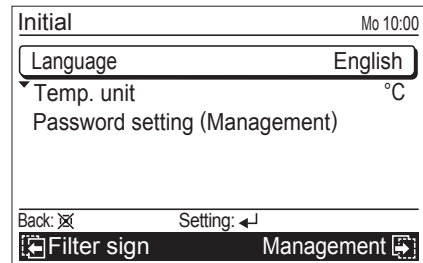 Initial Mo 10:00
Language English
Temp. unit °C
Password setting (Management)
Back: Setting:
Filter sign Management